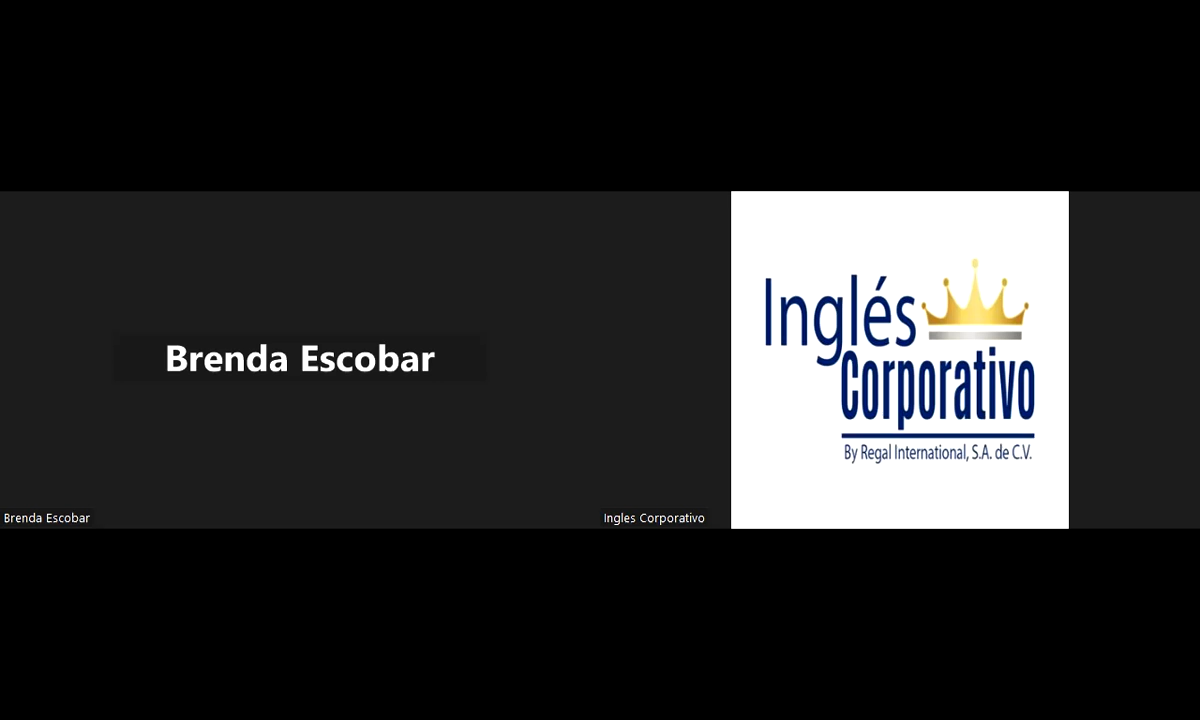 Brenda Escobar
Inglés
Corporativo
By Regal International, S.A. de C.V.
Brenda Escobar
Ingles Corporativo